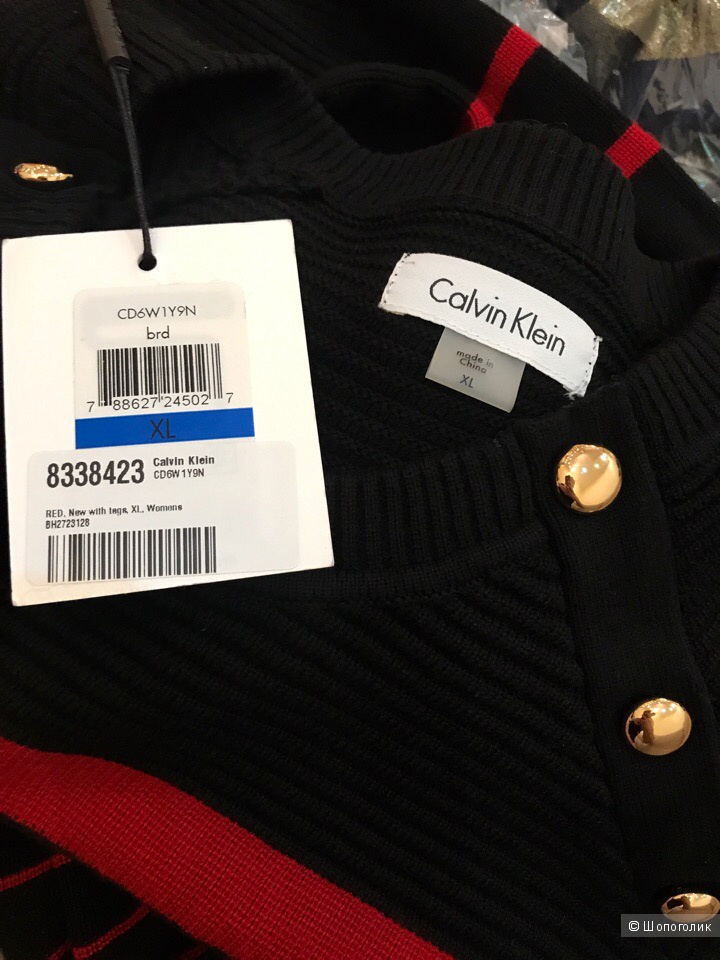 CD6W1Y9N
brd
7 88627 24502 7
XL
8338423 Calvin Klein
CD6W1Y9N
RED, New with tags, XL, Womens
BH2723128
Calvin Klein
made in
China
XL
© Шопоголик